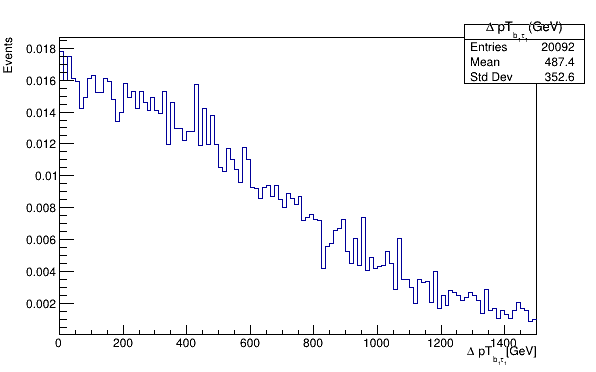 Δ pT_{b_1τ_1}(GeV)
Entries 20092
Mean 487.4
Std Dev 352.6
Events
0.018
0.016
0.014
0.012
0.01
0.008
0.006
0.004
0.002
0 200 400 600 800 1000 1200 1400
Δ pT_{b_1τ_1}[GeV]